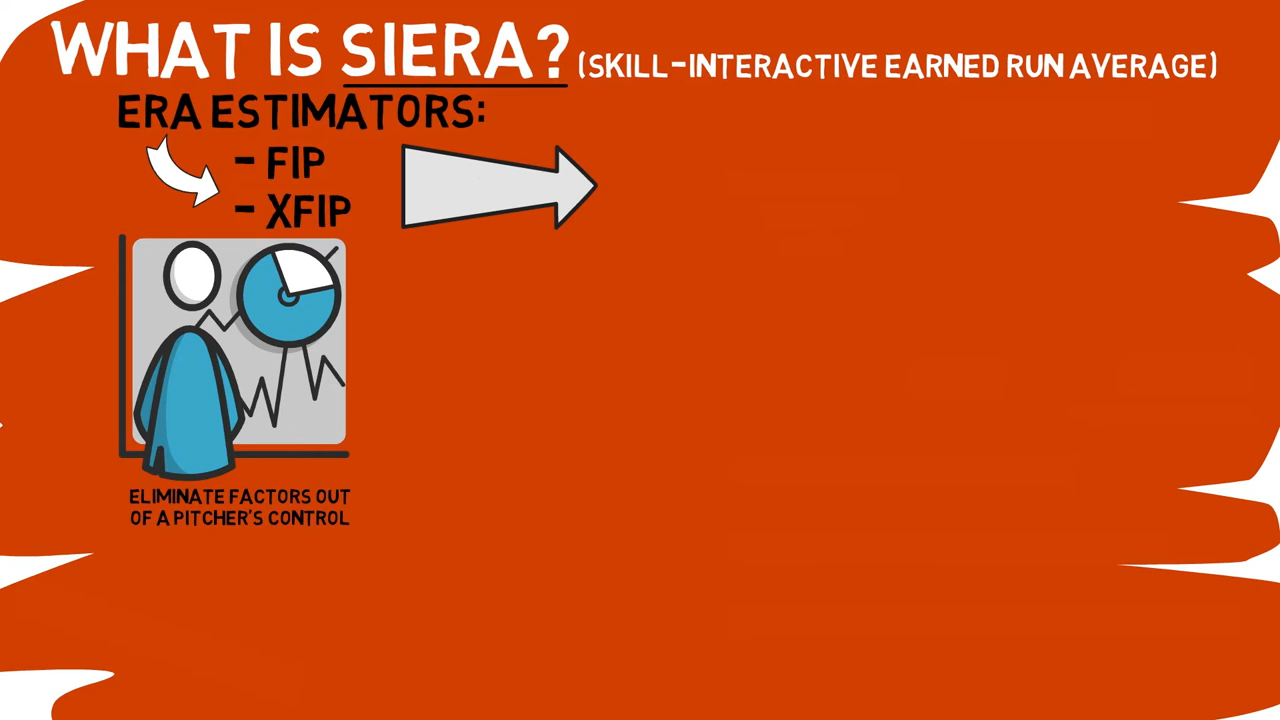 WHAT IS SIERA? (SKILL-INTERACTIVE EARNED RUN AVERAGE)
ERA ESTIMATORS:
- FIP
- XFIP
ELIMINATE FACTORS OUT
OF A PITCHER'S CONTROL